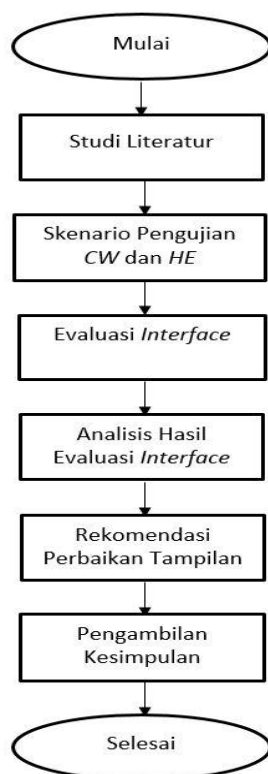 Mulai
Studi Literatur
Skenario Pengujian
CW dan HE
Evaluasi Interface
Analisis Hasil
Evaluasi Interface
Rekomendasi
Perbaikan Tampilan
Pengambilan
Kesimpulan
Selesai